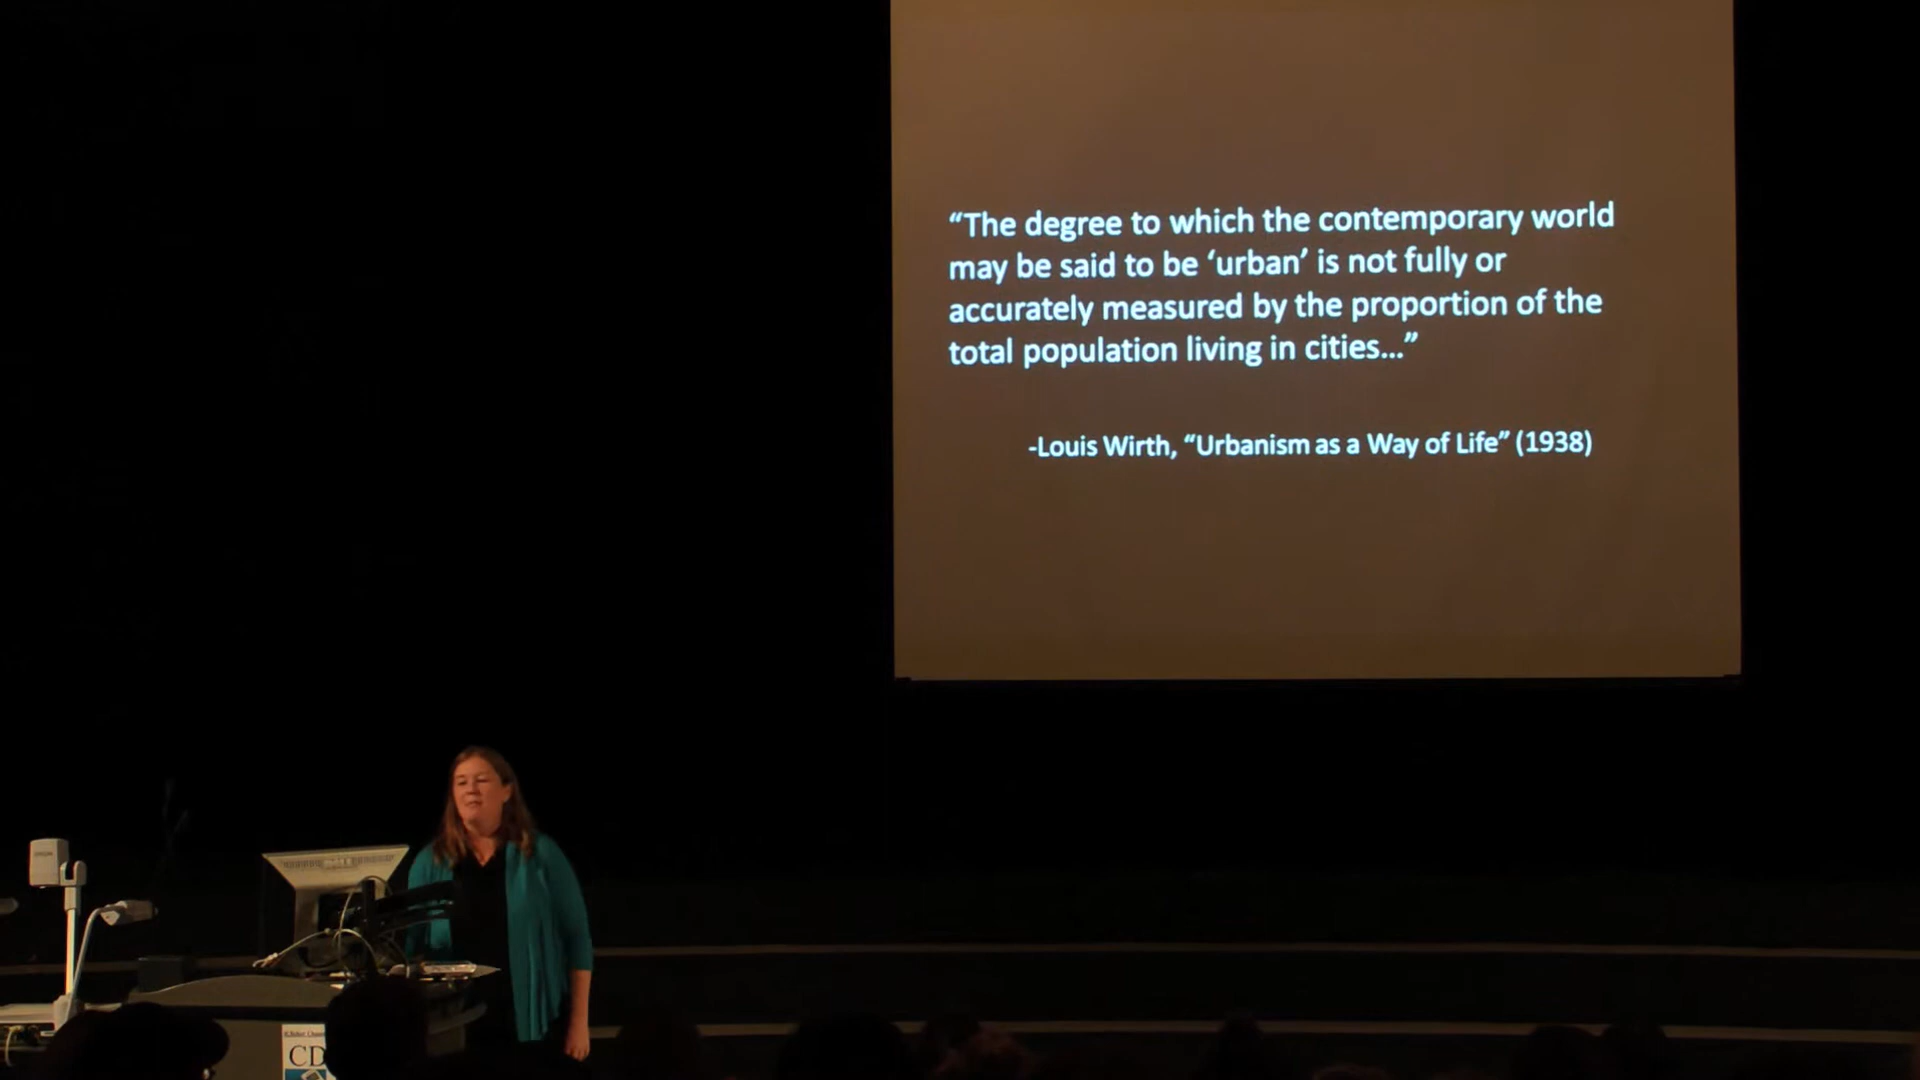 “The degree to which the contemporary world
may be said to be ‘urban’ is not fully or
accurately measured by the proportion of the
total population living in cities...”
-Louis Wirth, “Urbanism as a Way of Life” (1938)
CD